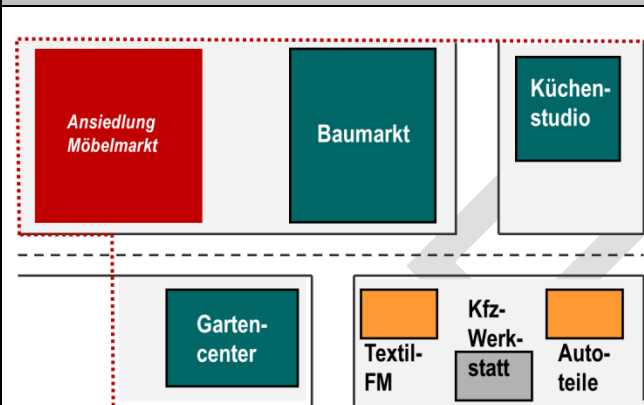 Ansiedlung
Möbelmarkt
Baumarkt
Küchen-
studio
Garten-
center
Textil-
FM
Kfz-
Werk-
statt
Auto-
teile